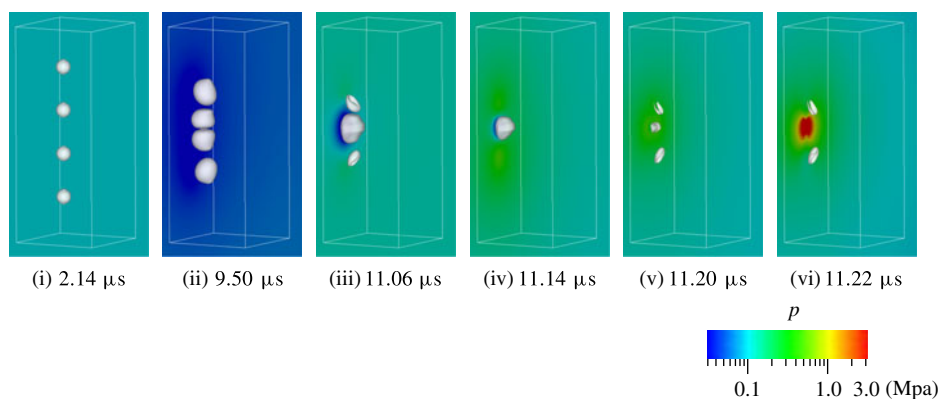 (i) 2.14 μs (ii) 9.50 μs (iii) 11.06 μs (iv) 11.14 μs (v) 11.20 μs (vi) 11.22 μs
p
0.1 1.0 3.0 (Mpa)